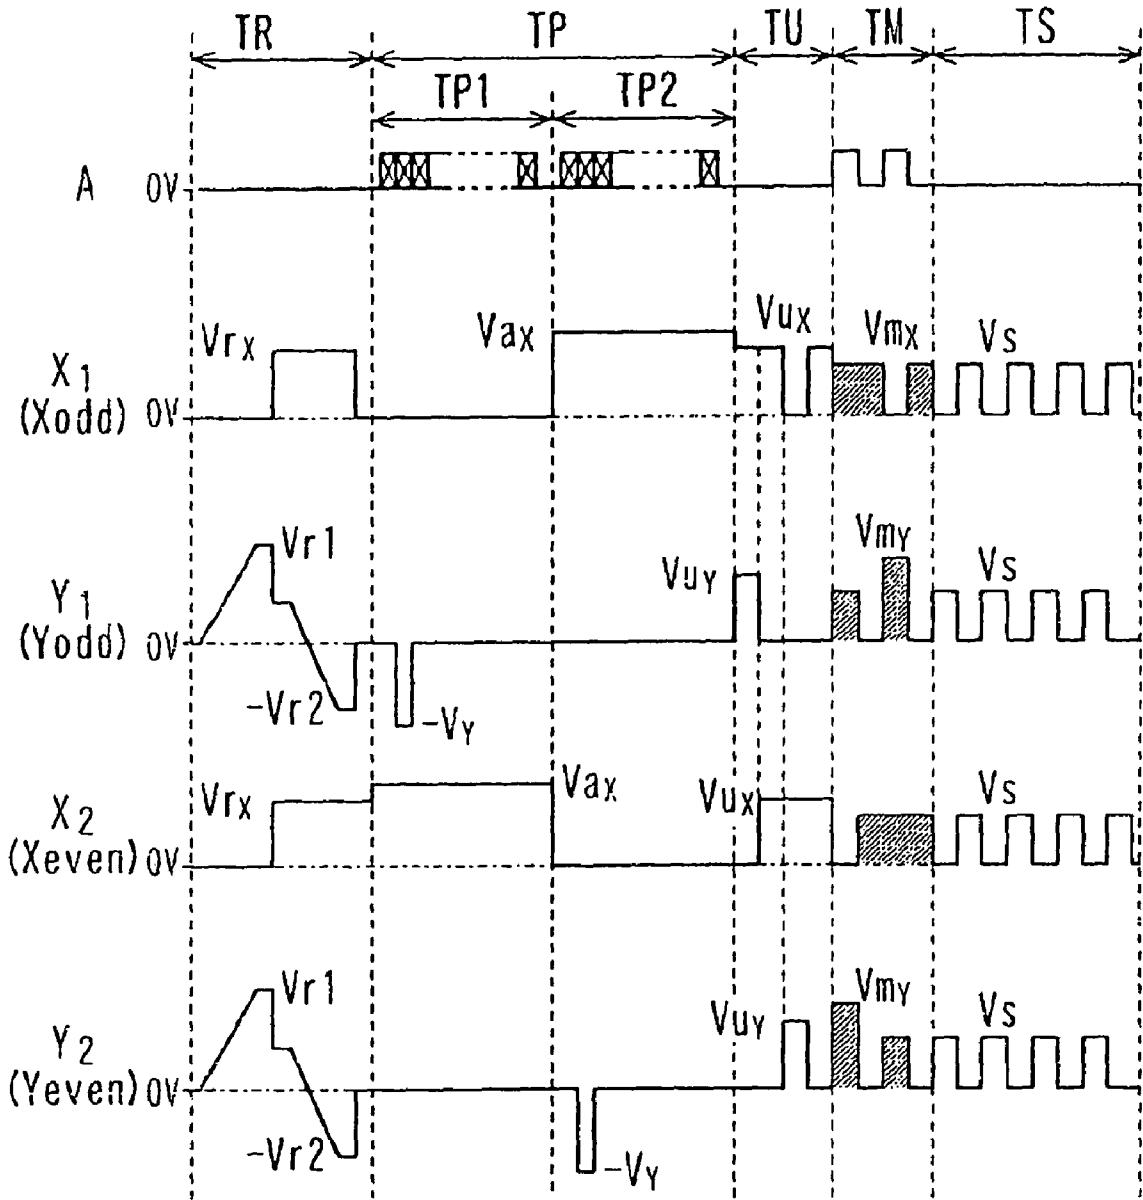 TR TP TU TM TS
TP1 TP2
A 0V
VrX VaX VuX VmX Vs
X1
(Xodd) 0V
Vr1 VuY VmY Vs
Y1
(Yodd) 0V
-Vr2 -VY
VrX VaX VuX Vs
X2
(Xeven) 0V
Vr1 VuY VmY Vs
Y2
(Yeven) 0V
-Vr2 -VY